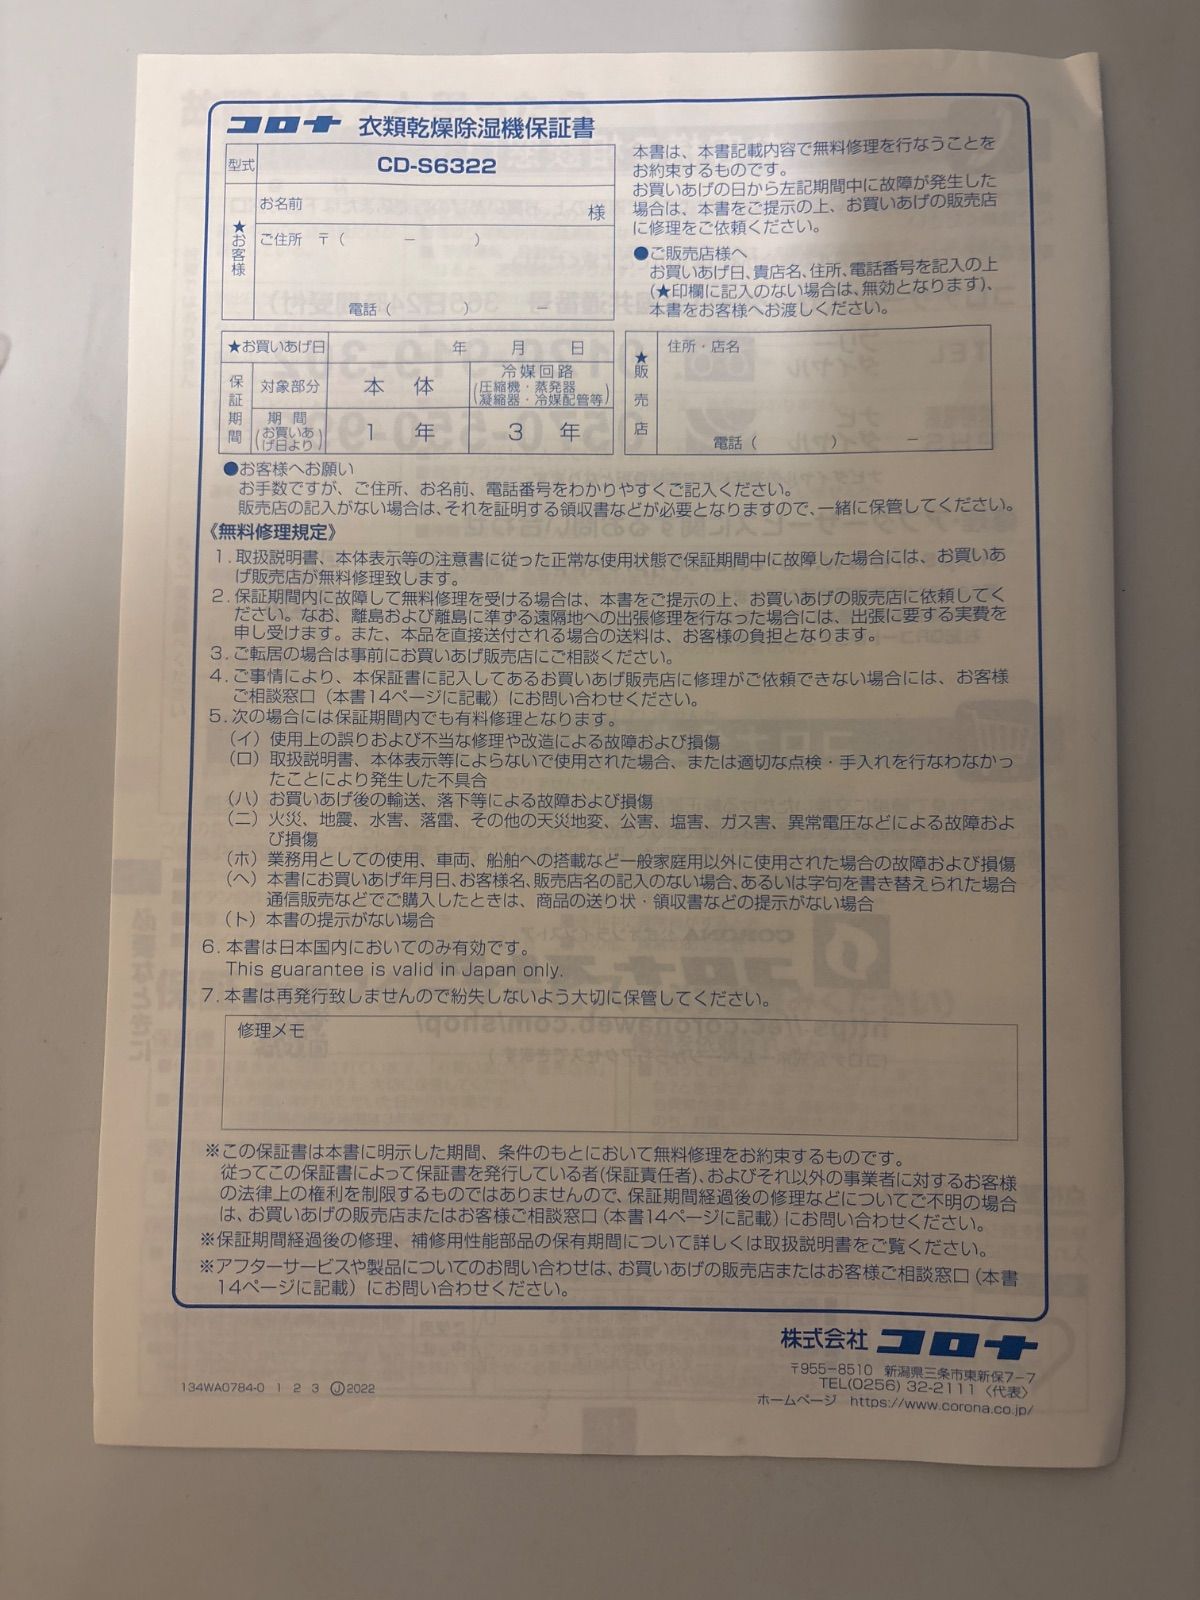 コロナ 衣類乾燥除湿機保証書
型式 CD-S6322
★お客様
お名前 様
ご住所 〒( － )
電話( ) －
本書は、本書記載内容で無料修理を行なうことを
お約束するものです。
お買いあげの日から左記期間中に故障が発生した
場合は、本書をご提示の上、お買いあげの販売店
に修理をご依頼ください。
●ご販売店様へ
お買いあげ日、貴店名、住所、電話番号を記入の上
(★印欄に記入のない場合は、無効となります)、
本書をお客様へお渡しください。
★お買いあげ日 年 月 日
保証期間
対象部分 本体 冷媒回路
(圧縮機・蒸発器
凝縮器・冷媒配管等)
期間
(お買いあ
げ日より)
1年 3年
★販売店
住所・店名
電話( ) －
●お客様へお願い
お手数ですが、ご住所、お名前、電話番号をわかりやすくご記入ください。
販売店の記入がない場合は、それを証明する領収書などが必要となりますので、一緒に保管してください。
《無料修理規定》
1. 取扱説明書、本体表示等の注意書に従った正常な使用状態で保証期間中に故障した場合には、お買いあ
げ販売店が無料修理致します。
2. 保証期間内に故障して無料修理を受ける場合は、本書をご提示の上、お買いあげの販売店に依頼してく
ださい。なお、離島および離島に準ずる遠隔地への出張修理を行なった場合には、出張に要する実費を
申し受けます。また、本品を直接送付される場合の送料は、お客様の負担となります。
3. ご転居の場合は事前にお買いあげ販売店にご相談ください。
4. ご事情により、本保証書に記入してあるお買いあげ販売店に修理がご依頼できない場合には、お客様
ご相談窓口(本書14ページに記載)にお問い合わせください。
5. 次の場合には保証期間内でも有料修理となります。
(イ) 使用上の誤りおよび不当な修理や改造による故障および損傷
(ロ) 取扱説明書、本体表示等によらないで使用された場合、または適切な点検・手入れを行なわなかっ
たことにより発生した不具合
(ハ) お買いあげ後の輸送、落下等による故障および損傷
(ニ) 火災、地震、水害、落雷、その他の天災地変、公害、塩害、ガス害、異常電圧などによる故障およ
び損傷
(ホ) 業務用としての使用、車両、船舶への搭載など一般家庭用以外に使用された場合の故障および損傷
(ヘ) 本書にお買いあげ年月日、お客様名、販売店名の記入のない場合、あるいは字句を書き替えられた場合
通信販売などでご購入したときは、商品の送り状・領収書などの提示がない場合
(ト) 本書の提示がない場合
6. 本書は日本国内においてのみ有効です。
This guarantee is valid in Japan only.
7. 本書は再発行致しませんので紛失しないよう大切に保管してください。
修理メモ
※この保証書は本書に明示した期間、条件のもとにおいて無料修理をお約束するものです。
従ってこの保証書によって保証書を発行している者(保証責任者)、およびそれ以外の事業者に対するお客様
の法律上の権利を制限するものではありませんので、保証期間経過後の修理などについてご不明の場合
は、お買いあげの販売店またはお客様ご相談窓口(本書14ページに記載)にお問い合わせください。
※保証期間経過後の修理、補修用性能部品の保有期間について詳しくは取扱説明書をご覧ください。
※アフターサービスや製品についてのお問い合わせは、お買いあげの販売店またはお客様ご相談窓口(本書
14ページに記載)にお問い合わせください。
株式会社 コロナ
〒955-8510 新潟県三条市東新保7-7
TEL(0256) 32-2111〈代表〉
ホームページ https://www.corona.co.jp/
134WA0784-0 1 2 3 Ⓙ2022